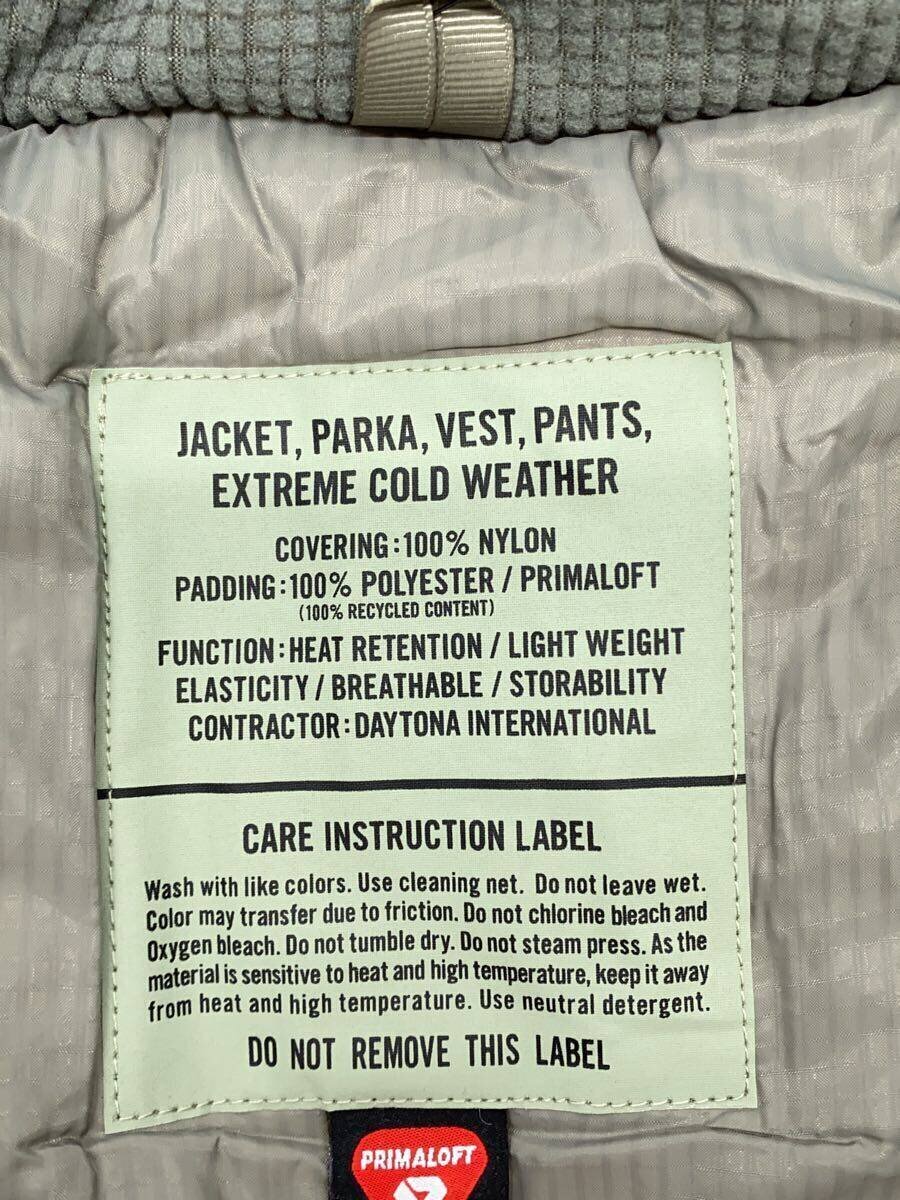 JACKET, PARKA, VEST, PANTS,
EXTREME COLD WEATHER
COVERING:100% NYLON
PADDING:100% POLYESTER / PRIMALOFT
(100% RECYCLED CONTENT)
FUNCTION:HEAT RETENTION / LIGHT WEIGHT
ELASTICITY / BREATHABLE / STORABILITY
CONTRACTOR:DAYTONA INTERNATIONAL
CARE INSTRUCTION LABEL
Wash with like colors. Use cleaning net. Do not leave wet.
Color may transfer due to friction. Do not chlorine bleach and
Oxygen bleach. Do not tumble dry. Do not steam press. As the
material is sensitive to heat and high temperature, keep it away
from heat and high temperature. Use neutral detergent.
DO NOT REMOVE THIS LABEL
PRIMALOFT